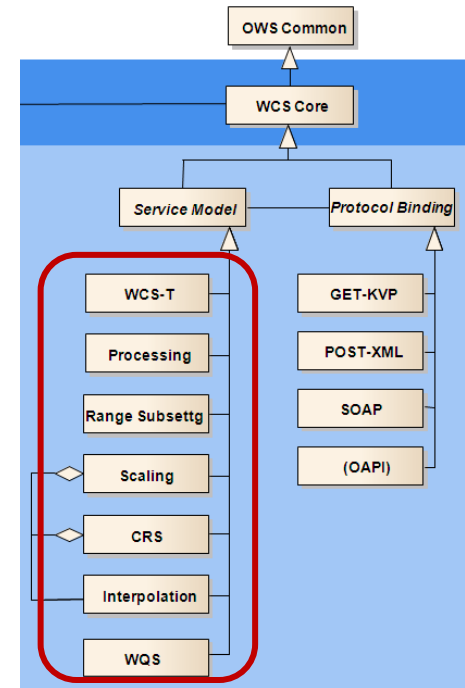 OWS Common
WCS Core
Service Model
Protocol Binding
WCS-T
GET-KVP
Processing
POST-XML
Range Subsettg
SOAP
Scaling
(OAPI)
CRS
Interpolation
WQS